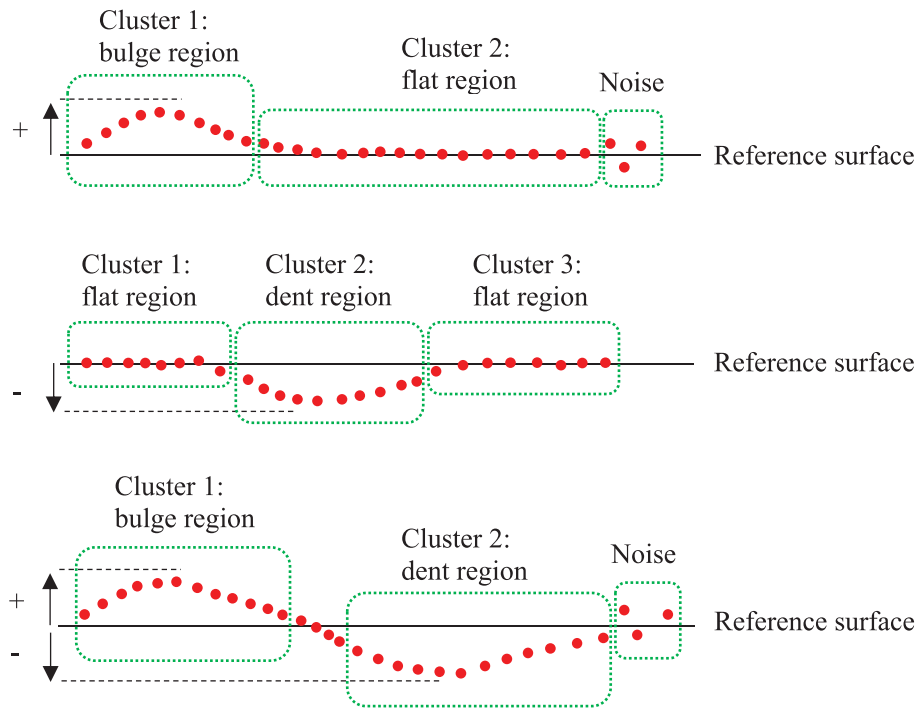 Cluster 1:
bulge region
Cluster 2:
flat region
Noise
+
Reference surface
Cluster 1:
flat region
Cluster 2:
dent region
Cluster 3:
flat region
Reference surface
-
Cluster 1:
bulge region
Cluster 2:
dent region
Noise
+
Reference surface
-